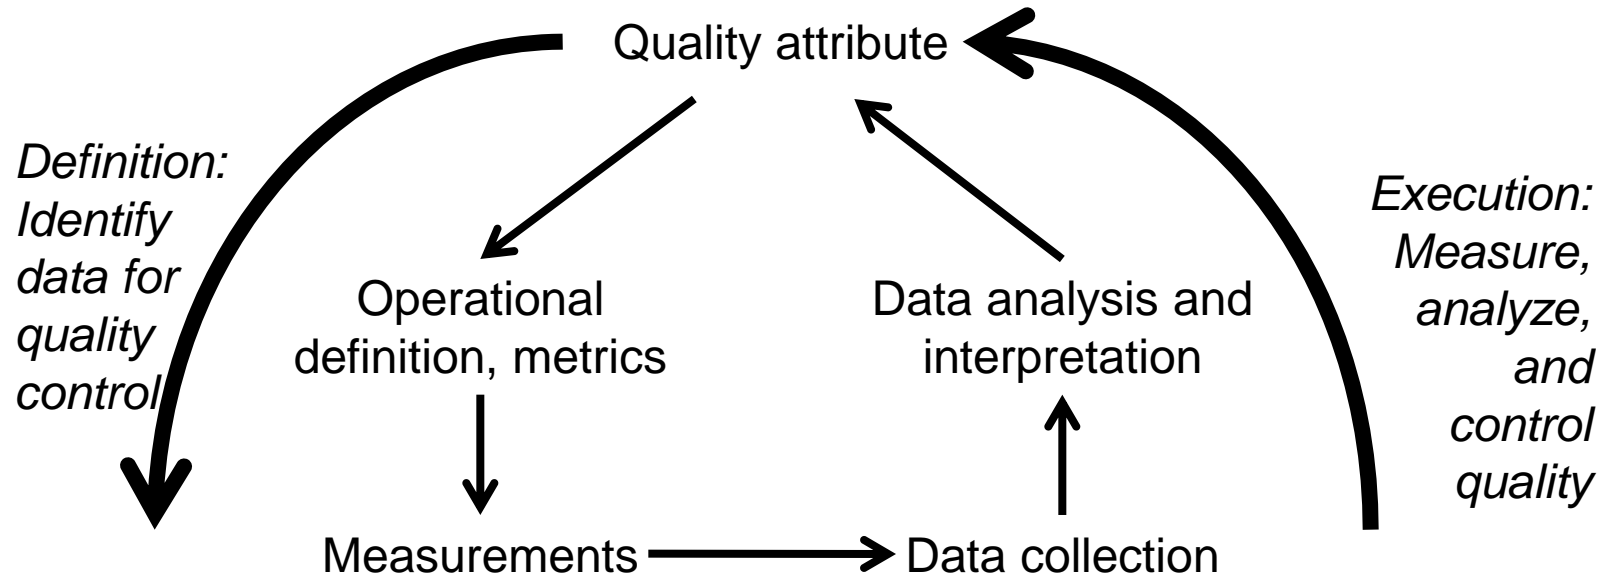 Quality attribute
Definition:
Identify
data for
quality
control
Execution:
Measure,
analyze,
and
control
quality
Operational
definition, metrics
Data analysis and
interpretation
Measurements
Data collection